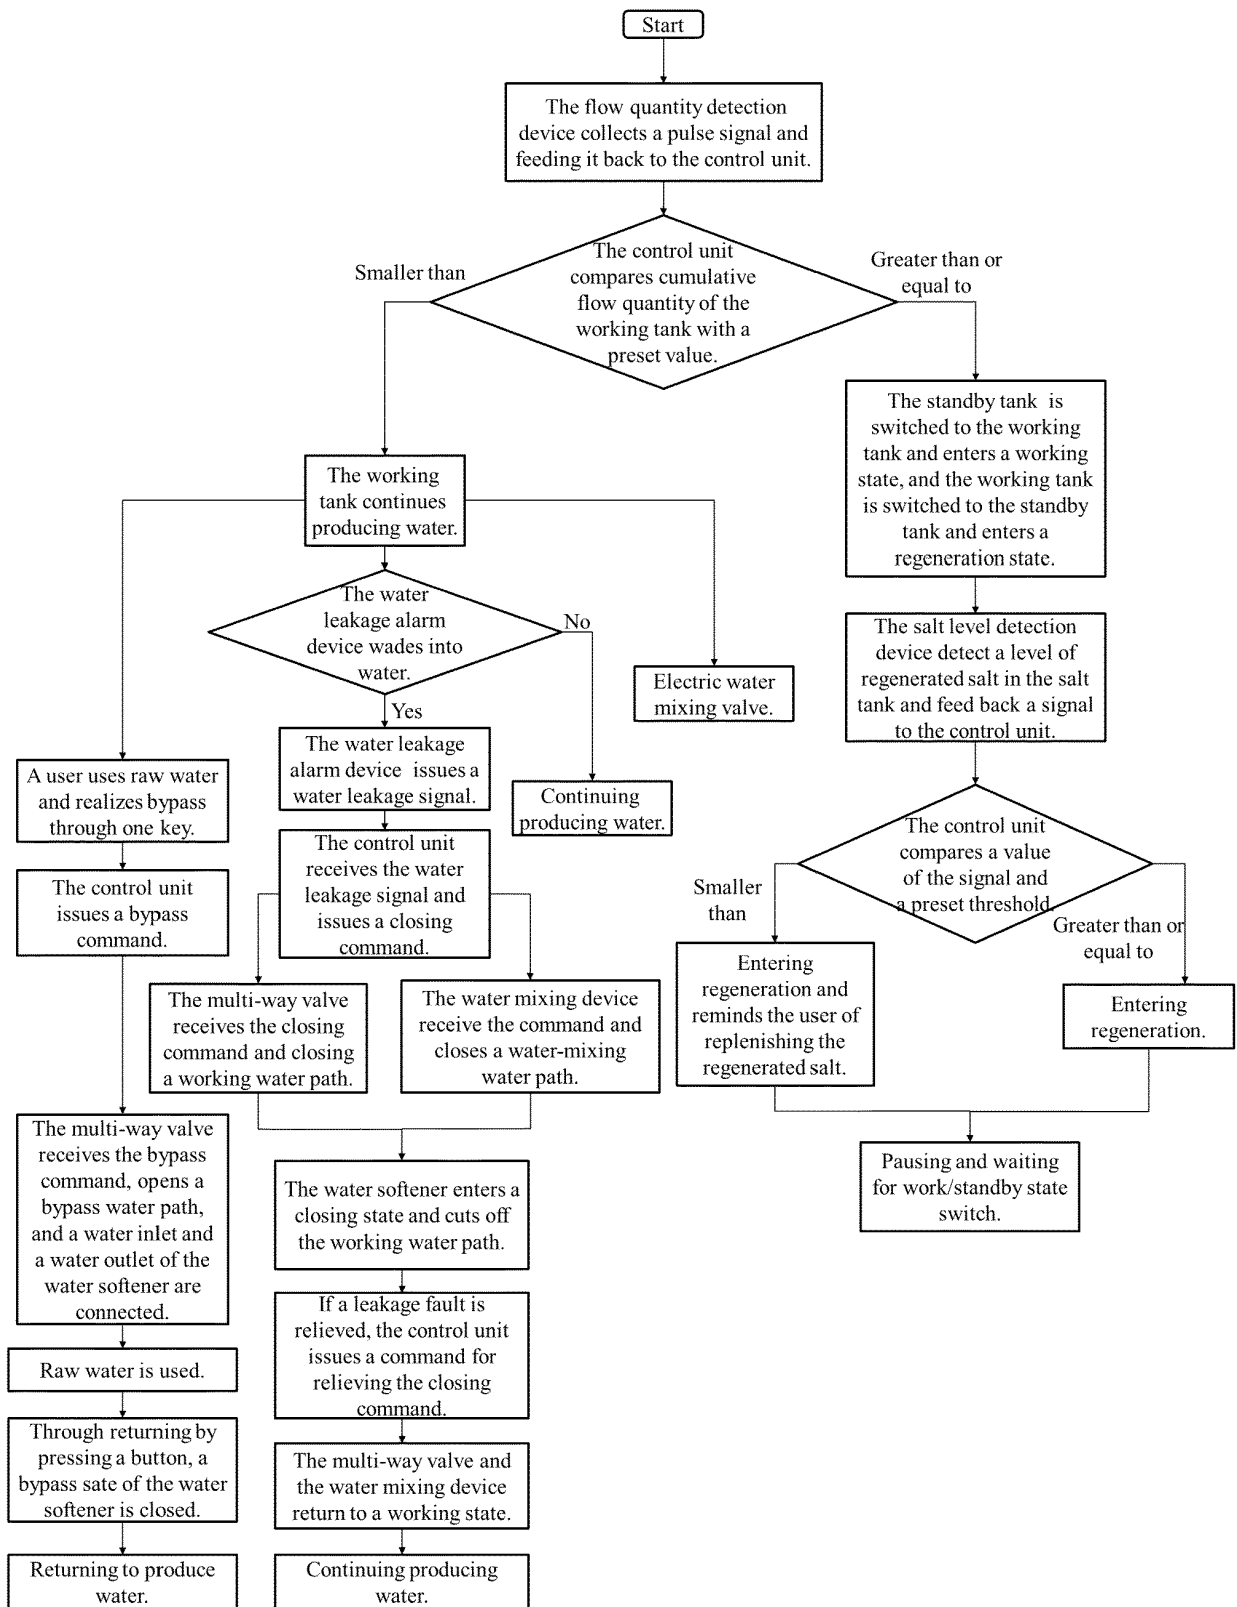 Start
The flow quantity detection
device collects a pulse signal and
feeding it back to the control unit.
The control unit
compares cumulative
flow quantity of the
working tank with a
preset value.
Smaller than
Greater than or
equal to
The standby tank is
switched to the working
tank and enters a working
state, and the working tank
is switched to the standby
tank and enters a
regeneration state.
The working
tank continues
producing water.
The water
leakage alarm
device wades into
water.
No
Yes
Electric water
mixing valve.
The salt level detection
device detect a level of
regenerated salt in the salt
tank and feed back a signal
to the control unit.
A user uses raw water
and realizes bypass
through one key.
The water leakage
alarm device issues a
water leakage signal.
Continuing
producing water.
The control unit
compares a value
of the signal and
a preset threshold.
Smaller
than
Greater than or
equal to
The control unit
issues a bypass
command.
The control unit
receives the water
leakage signal and
issues a closing
command.
Entering
regeneration and
reminds the user of
replenishing the
regenerated salt.
Entering
regeneration.
The multi-way valve
receives the closing
command and closing
a working water path.
The water mixing device
receive the command and
closes a water-mixing
water path.
The multi-way valve
receives the bypass
command, opens a
bypass water path,
and a water inlet and
a water outlet of the
water softener are
connected.
The water softener enters a
closing state and cuts off
the working water path.
Pausing and waiting
for work/standby state
switch.
If a leakage fault is
relieved, the control unit
issues a command for
relieving the closing
command.
Raw water is used.
Through returning by
pressing a button, a
bypass sate of the water
softener is closed.
The multi-way valve and
the water mixing device
return to a working state.
Returning to produce
water.
Continuing producing
water.